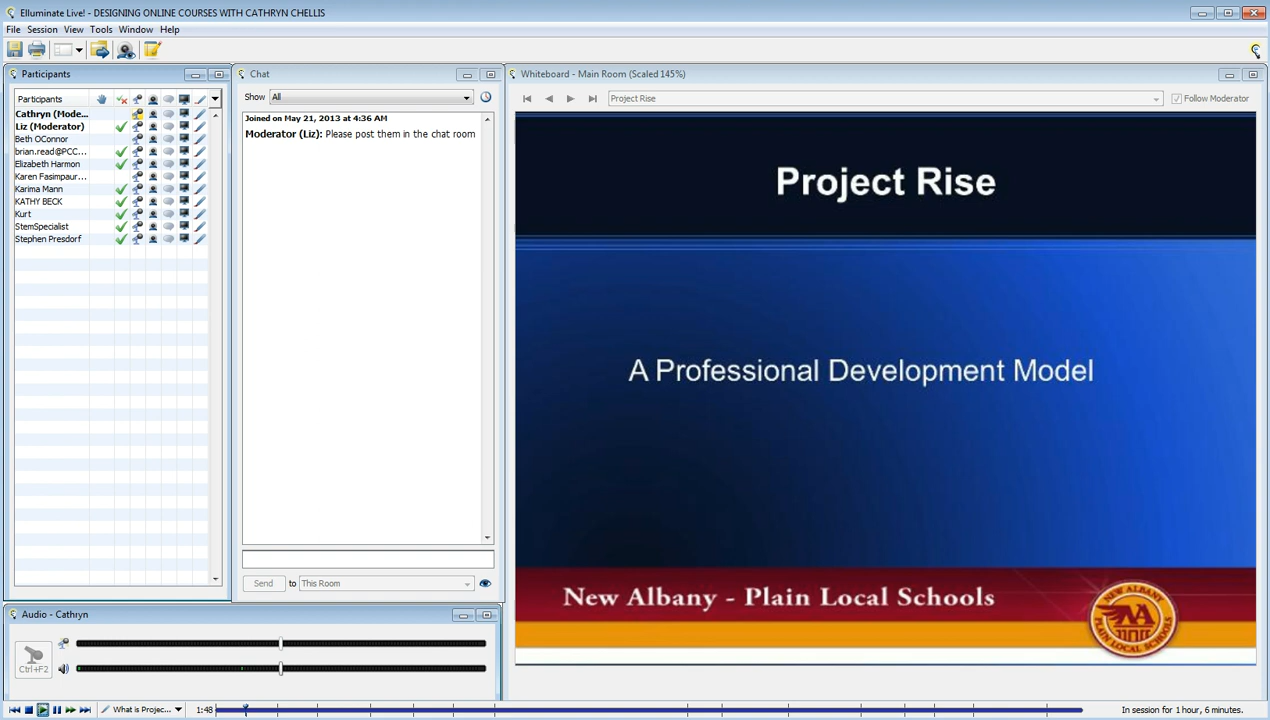 Elluminate Live! - DESIGNING ONLINE COURSES WITH CATHRYN CHELLIS
File Session View Tools Window Help
Participants
Participants
Cathryn (Mode...
Liz (Moderator)
Beth OConnor
brian.read@PCC...
Elizabeth Harmon
Karen Fasimpaur...
Karima Mann
KATHY BECK
Kurt
StemSpecialist
Stephen Presdorf
Chat
Show All
Joined on May 21, 2013 at 4:36 AM
Moderator (Liz): Please post them in the chat room
Send to This Room
Audio - Cathryn
Ctrl+F2
Whiteboard - Main Room (Scaled 145%)
Project Rise
Follow Moderator
Project Rise
A Professional Development Model
New Albany - Plain Local Schools
NEW ALBANY
PLAIN LOCAL SCHOOLS
What is Projec...
1:48
In session for 1 hour, 6 minutes.